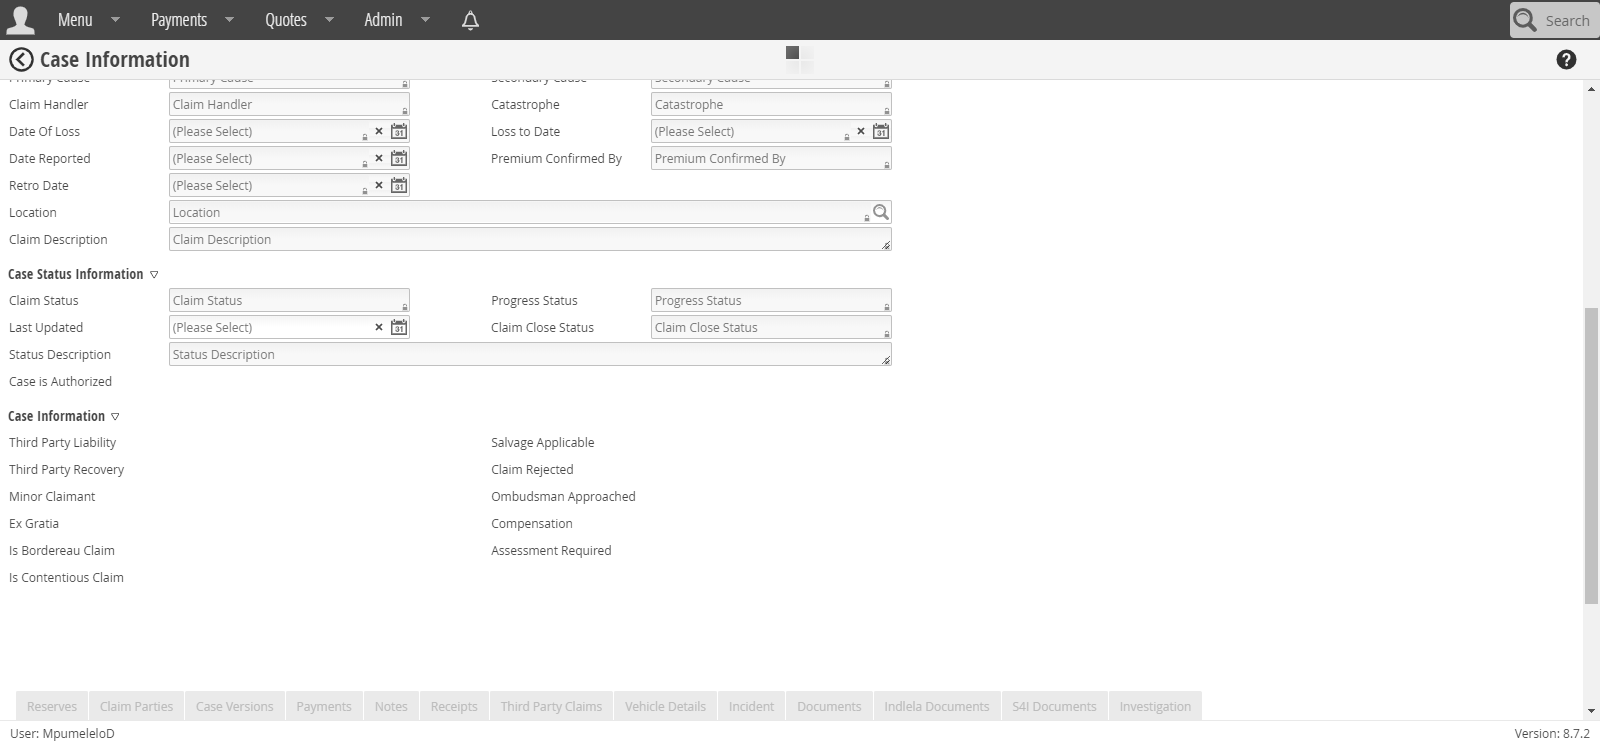 Menu Payments Quotes Admin Search
Case Information
Primary Cause Primary Cause Secondary Cause Secondary Cause
Claim Handler Claim Handler Catastrophe Catastrophe
Date Of Loss (Please Select) 31 Loss to Date (Please Select) 31
Date Reported (Please Select) 31 Premium Confirmed By Premium Confirmed By
Retro Date (Please Select) 31
Location Location
Claim Description Claim Description
Case Status Information
Claim Status Claim Status Progress Status Progress Status
Last Updated (Please Select) 31 Claim Close Status Claim Close Status
Status Description Status Description
Case is Authorized
Case Information
Third Party Liability Salvage Applicable
Third Party Recovery Claim Rejected
Minor Claimant Ombudsman Approached
Ex Gratia Compensation
Is Bordereau Claim Assessment Required
Is Contentious Claim
Reserves Claim Parties Case Versions Payments Notes Receipts Third Party Claims Vehicle Details Incident Documents Indlela Documents S4I Documents Investigation
User: MpumeleloD Version: 8.7.2